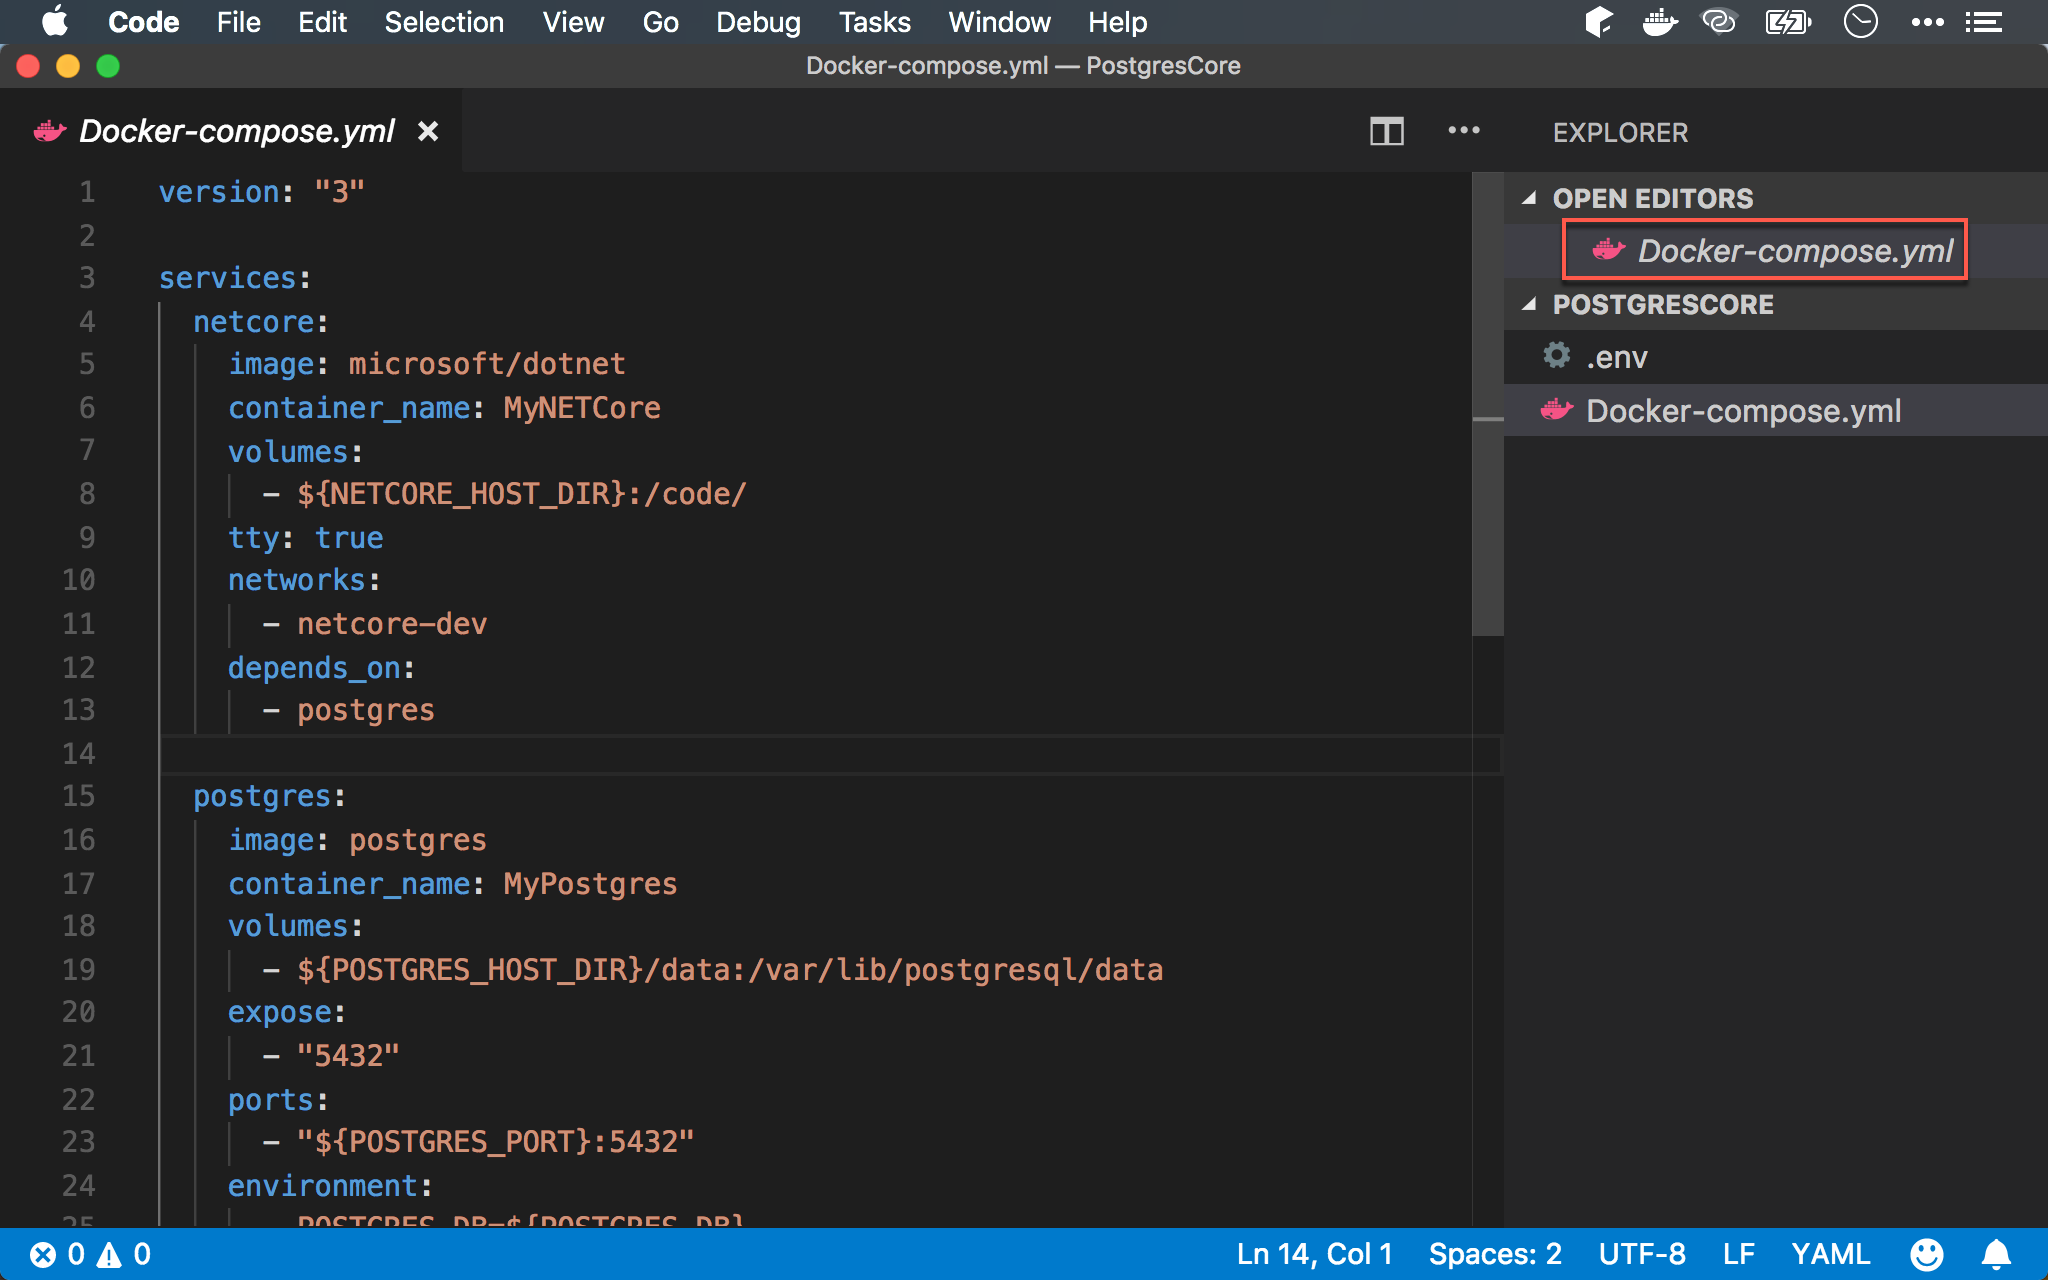 Code File Edit Selection View Go Debug Tasks Window Help
Docker-compose.yml — PostgresCore
Docker-compose.yml
1 version: "3"
2
3 services:
4 netcore:
5 image: microsoft/dotnet
6 container_name: MyNETCore
7 volumes:
8 - ${NETCORE_HOST_DIR}:/code/
9 tty: true
10 networks:
11 - netcore-dev
12 depends_on:
13 - postgres
14
15 postgres:
16 image: postgres
17 container_name: MyPostgres
18 volumes:
19 - ${POSTGRES_HOST_DIR}/data:/var/lib/postgresql/data
20 expose:
21 - "5432"
22 ports:
23 - "${POSTGRES_PORT}:5432"
24 environment:
25 POSTGRES_DB=${POSTGRES_DB}
EXPLORER
OPEN EDITORS
Docker-compose.yml
POSTGRESCORE
.env
Docker-compose.yml
0 0 Ln 14, Col 1 Spaces: 2 UTF-8 LF YAML